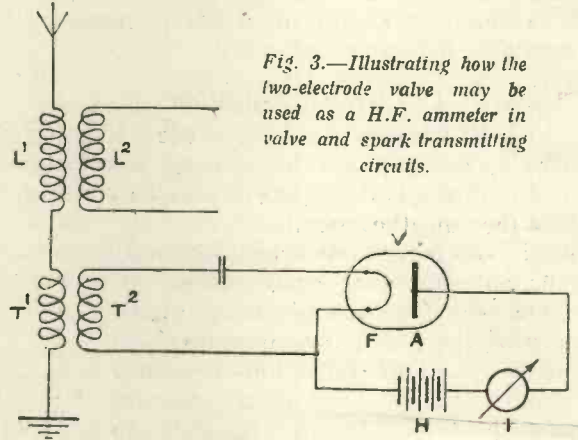 Fig. 3.—Illustrating how the
two-electrode valve may be
used as a H.F. ammeter in
valve and spark transmitting
circuits.
L¹ L²
V
T¹ T²
F A
H I